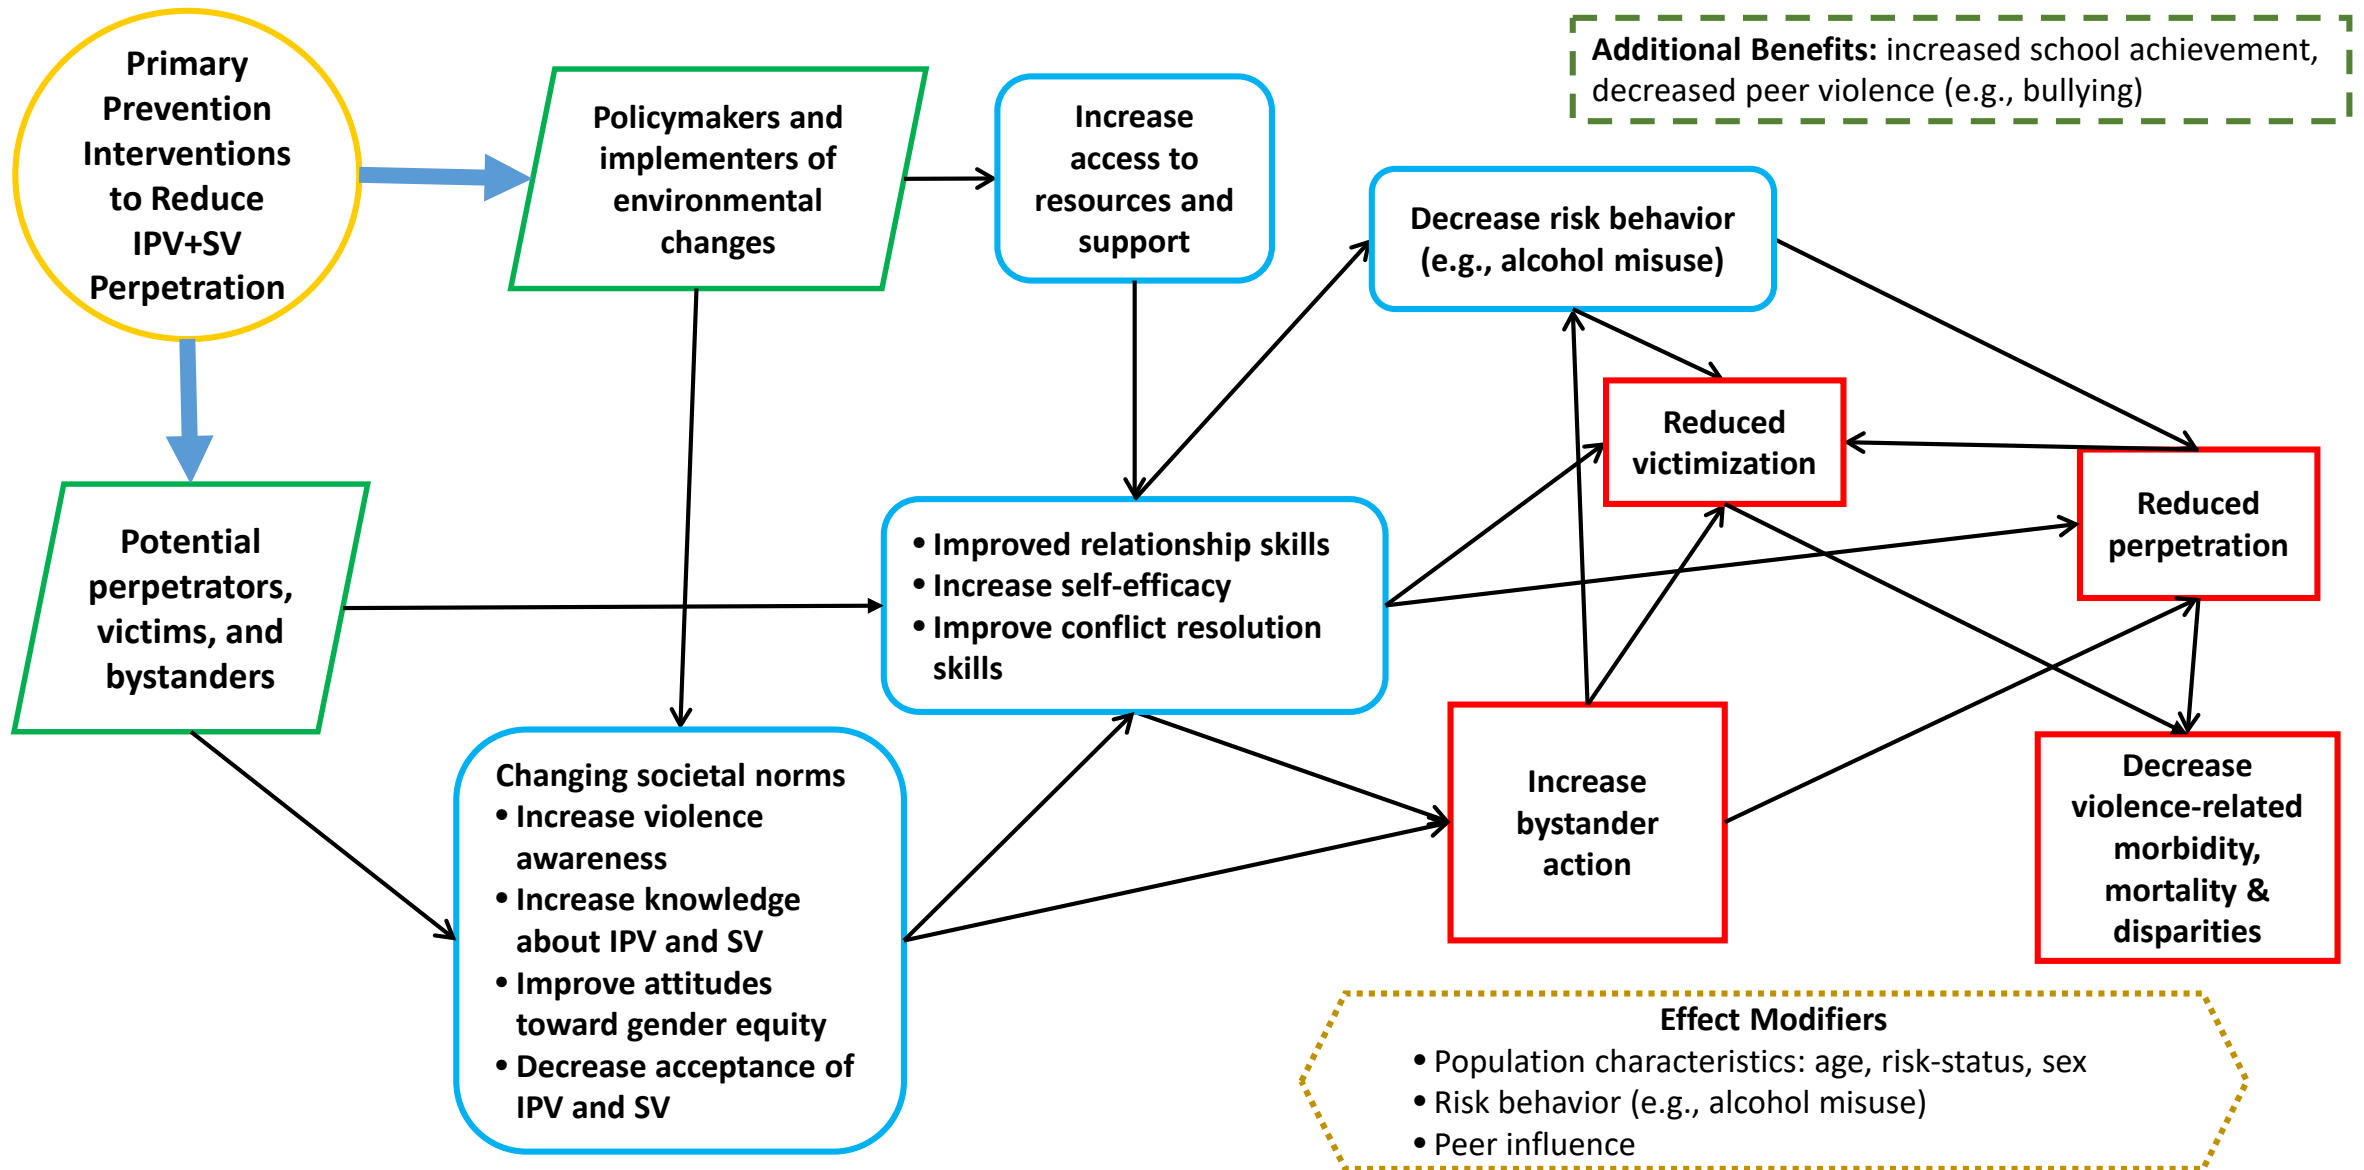 Primary
Prevention
Interventions
to Reduce
IPV+SV
Perpetration
Policymakers and
implementers of
environmental
changes
Increase
access to
resources and
support
Additional Benefits: increased school achievement,
decreased peer violence (e.g., bullying)
Decrease risk behavior
(e.g., alcohol misuse)
Reduced
victimization
Reduced
perpetration
Potential
perpetrators,
victims, and
bystanders
• Improved relationship skills
• Increase self-efficacy
• Improve conflict resolution
skills
Changing societal norms
• Increase violence
awareness
• Increase knowledge
about IPV and SV
• Improve attitudes
toward gender equity
• Decrease acceptance of
IPV and SV
Increase
bystander
action
Decrease
violence-related
morbidity,
mortality &
disparities
Effect Modifiers
• Population characteristics: age, risk-status, sex
• Risk behavior (e.g., alcohol misuse)
• Peer influence